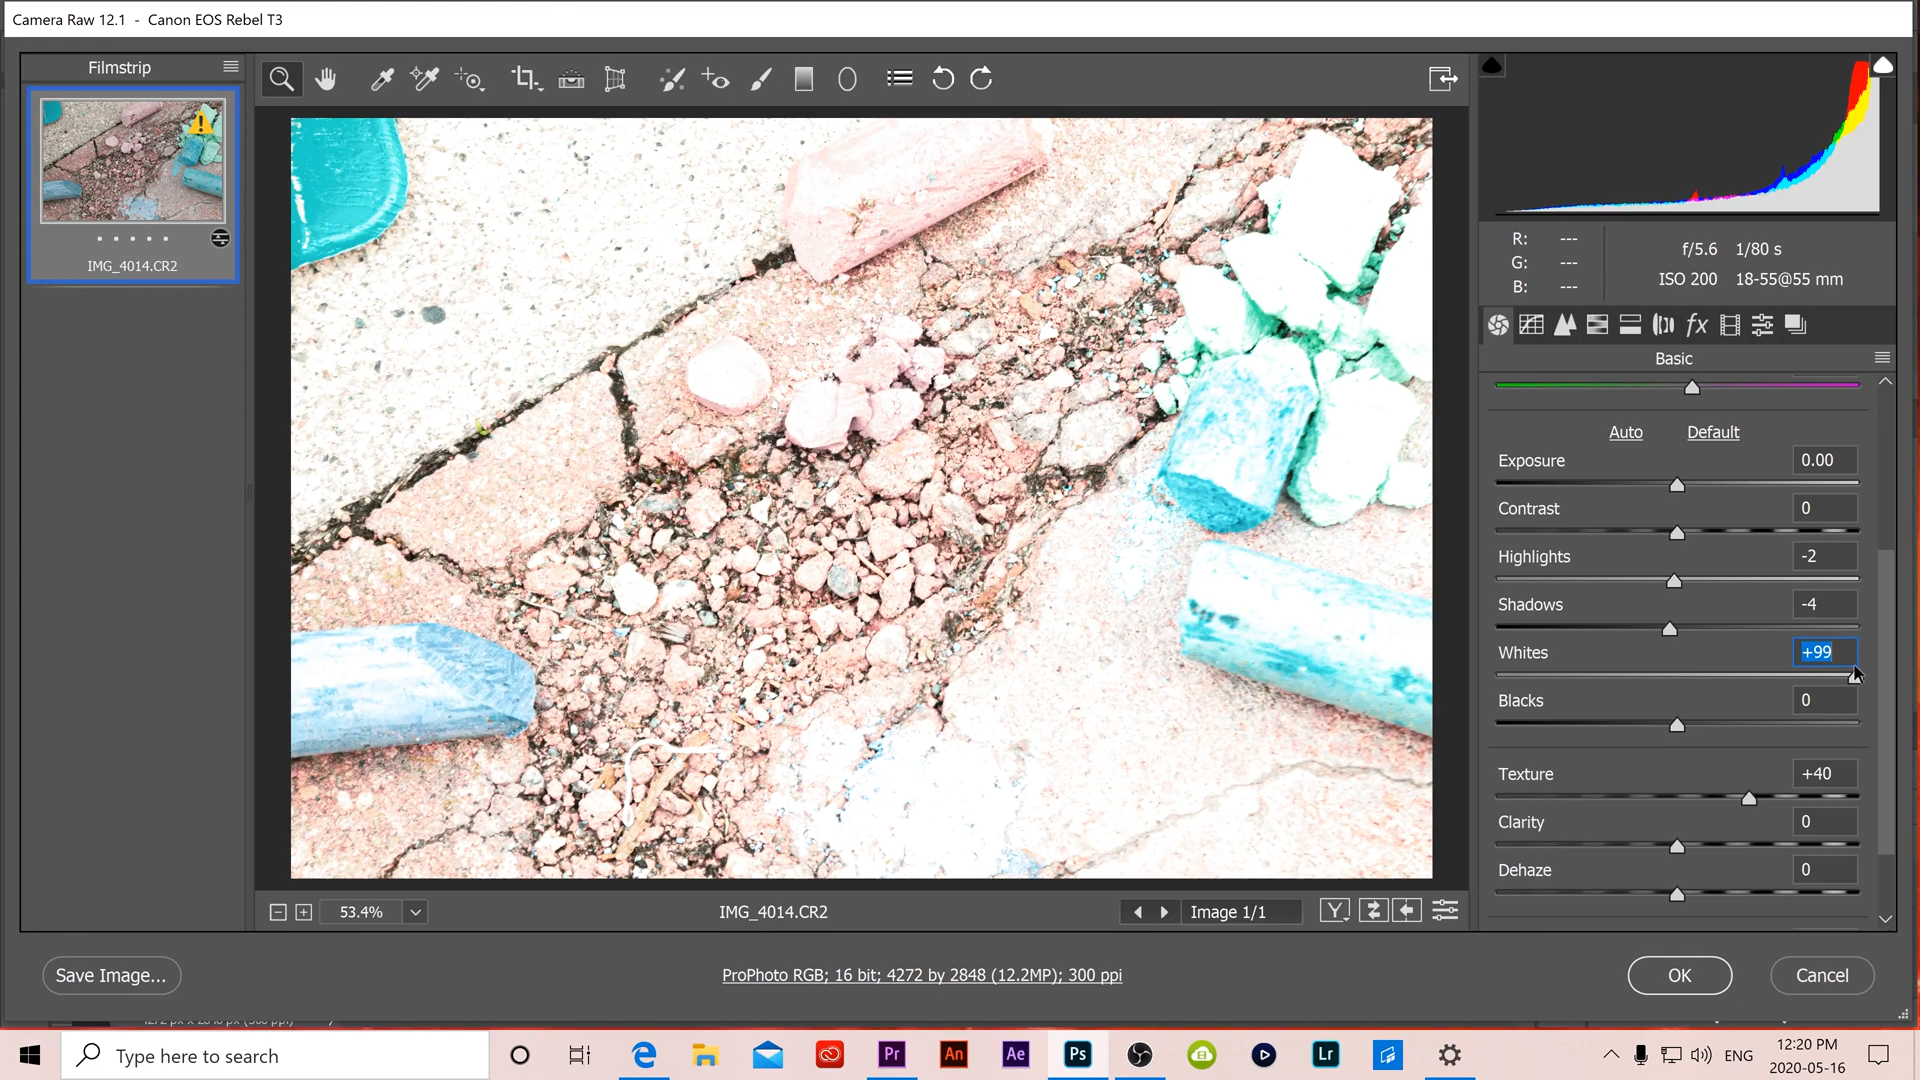 Camera Raw 12.1 - Canon EOS Rebel T3
Filmstrip
IMG_4014.CR2
R: ---
G: ---
B: ---
f/5.6 1/80 s
ISO 200 18-55@55 mm
fx
Basic
Auto Default
Exposure 0.00
Contrast 0
Highlights -2
Shadows -4
Whites +99
Blacks 0
Texture +40
Clarity 0
Dehaze 0
53.4%
IMG_4014.CR2
Image 1/1
Y
Save Image...
ProPhoto RGB; 16 bit; 4272 by 2848 (12.2MP); 300 ppi
OK
Cancel
Type here to search
Pr
An
Ae
Ps
Lr
ENG
12:20 PM
2020-05-16